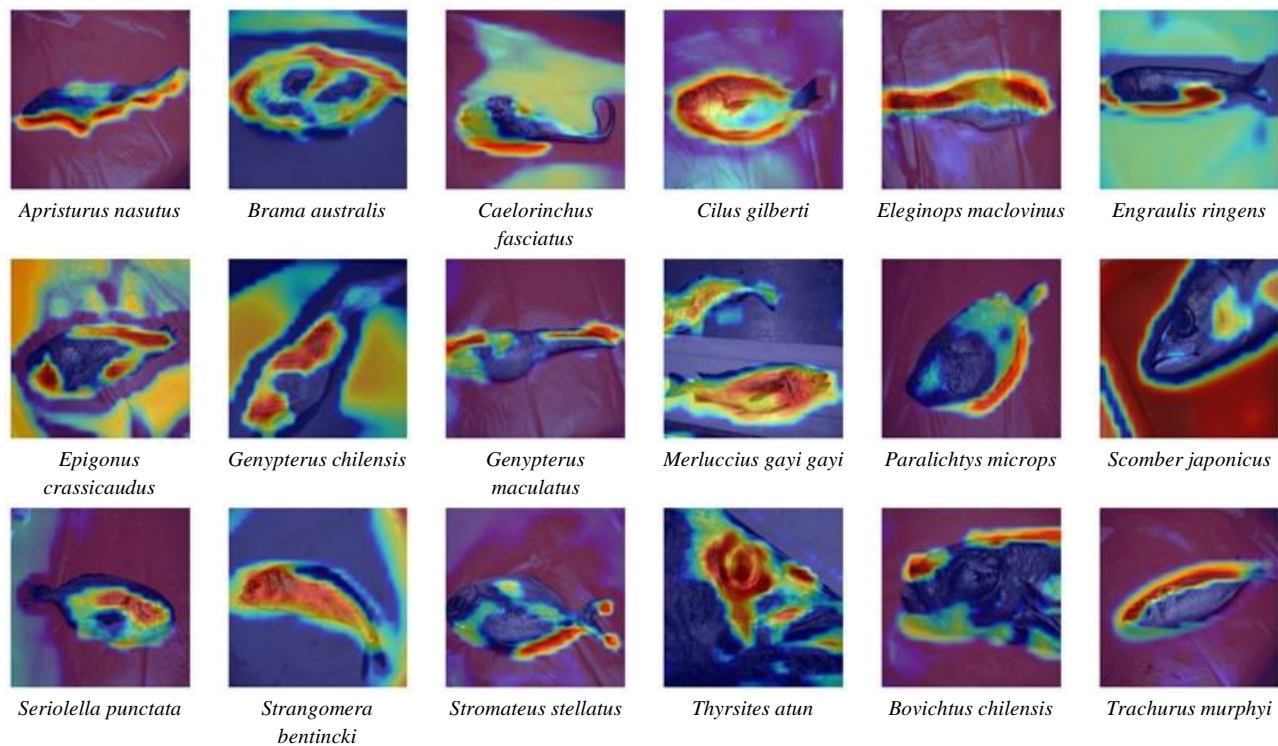 Apristurus nasutus
Brama australis
Caelorinchus
fasciatus
Cilus gilberti
Eleginops maclovinus
Engraulis ringens
Epigonus
crassicaudus
Genypterus chilensis
Genypterus
maculatus
Merluccius gayi gayi
Paralichtys microps
Scomber japonicus
Seriolella punctata
Strangomera
bentincki
Stromateus stellatus
Thyrsites atun
Bovichtus chilensis
Trachurus murphyi